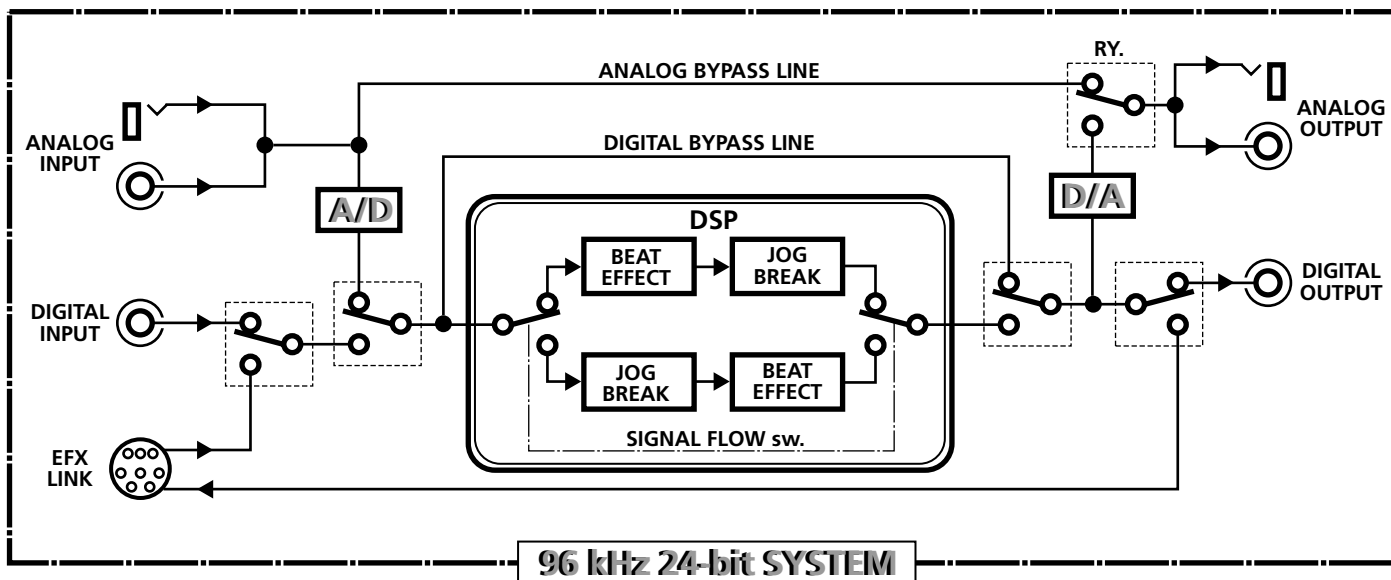 RY.
ANALOG BYPASS LINE
ANALOG
INPUT
ANALOG
OUTPUT
DIGITAL BYPASS LINE
A/D
D/A
DSP
BEAT
EFFECT
JOG
BREAK
DIGITAL
INPUT
DIGITAL
OUTPUT
JOG
BREAK
BEAT
EFFECT
SIGNAL FLOW sw.
EFX
LINK
96 kHz 24-bit SYSTEM